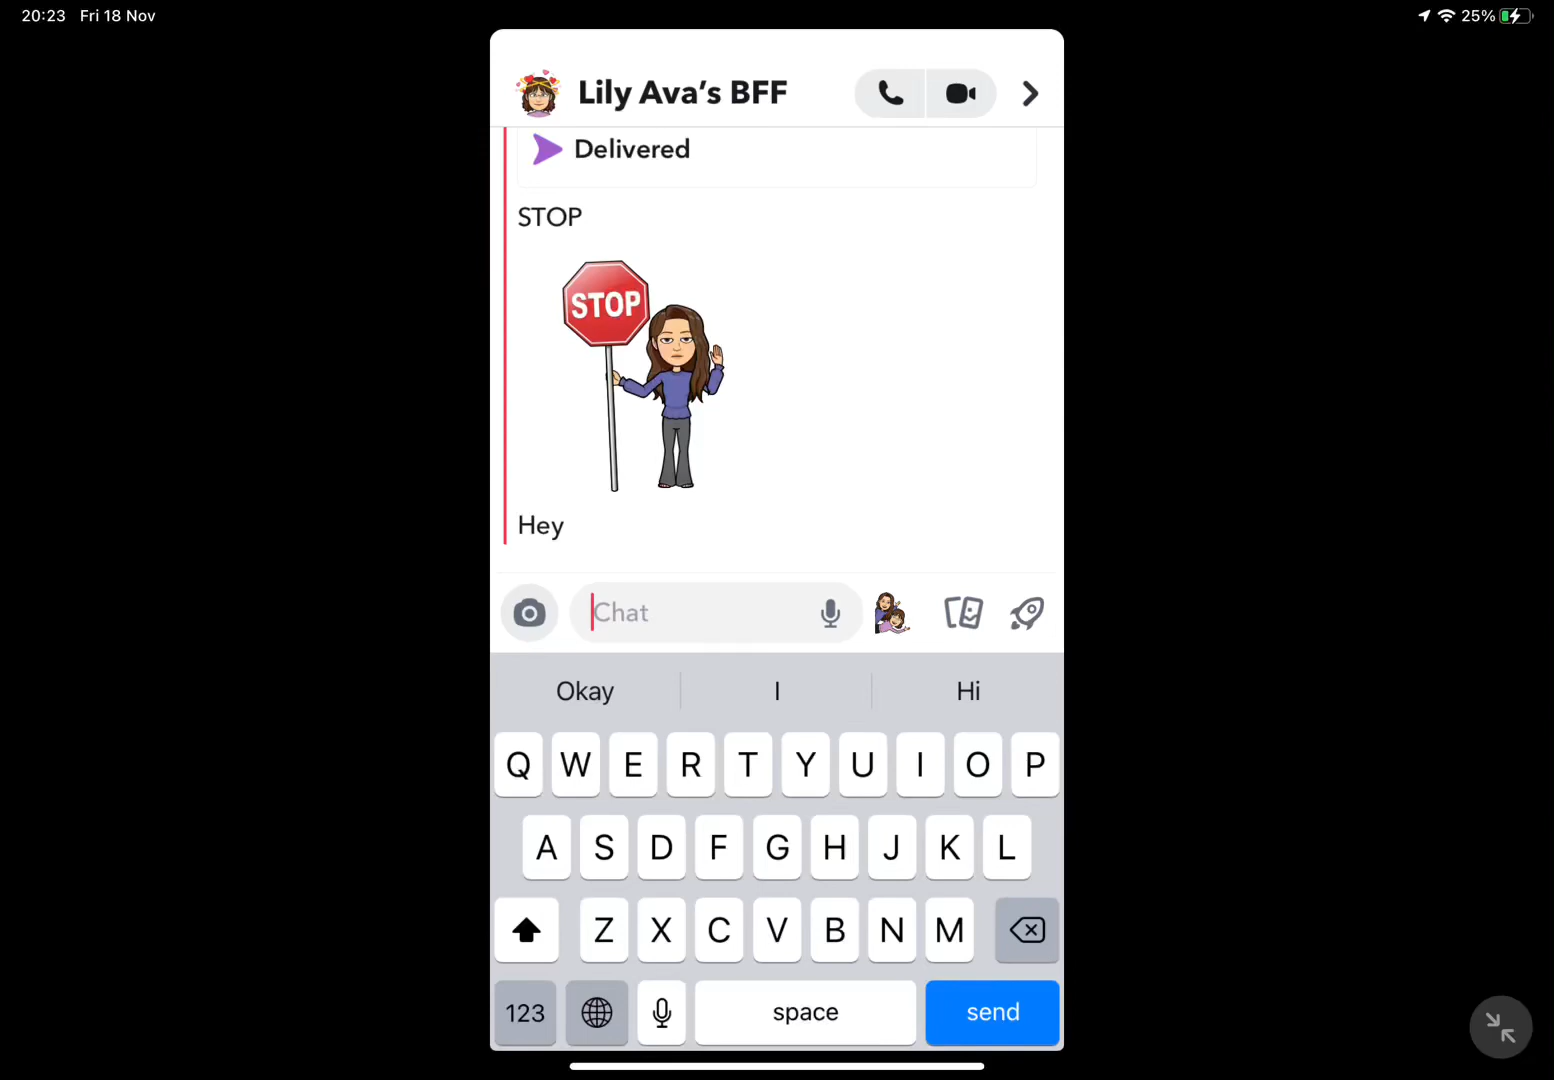 20:23 Fri 18 Nov
25%
Lily Ava's BFF
Delivered
STOP
STOP
Hey
Chat
Okay I Hi
Q W E R T Y U I O P
A S D F G H J K L
Z X C V B N M
123 space send